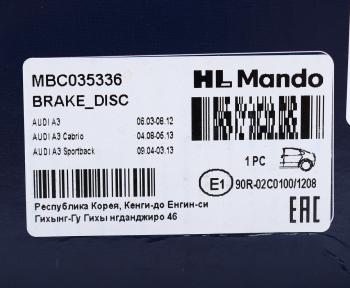 MBC035336
HL Mando
BRAKE_DISC
AUDI A3 06.03-08.12
AUDI A3 Cabrio 04.08-05.13
AUDI A3 Sportback 09.04-03.13
1 PC
E1 90R-02C0100/1208
Республика Корея, Кенги-до Енгин-си
Гихынг-Гу Гихы нгданджиро 46
EAC